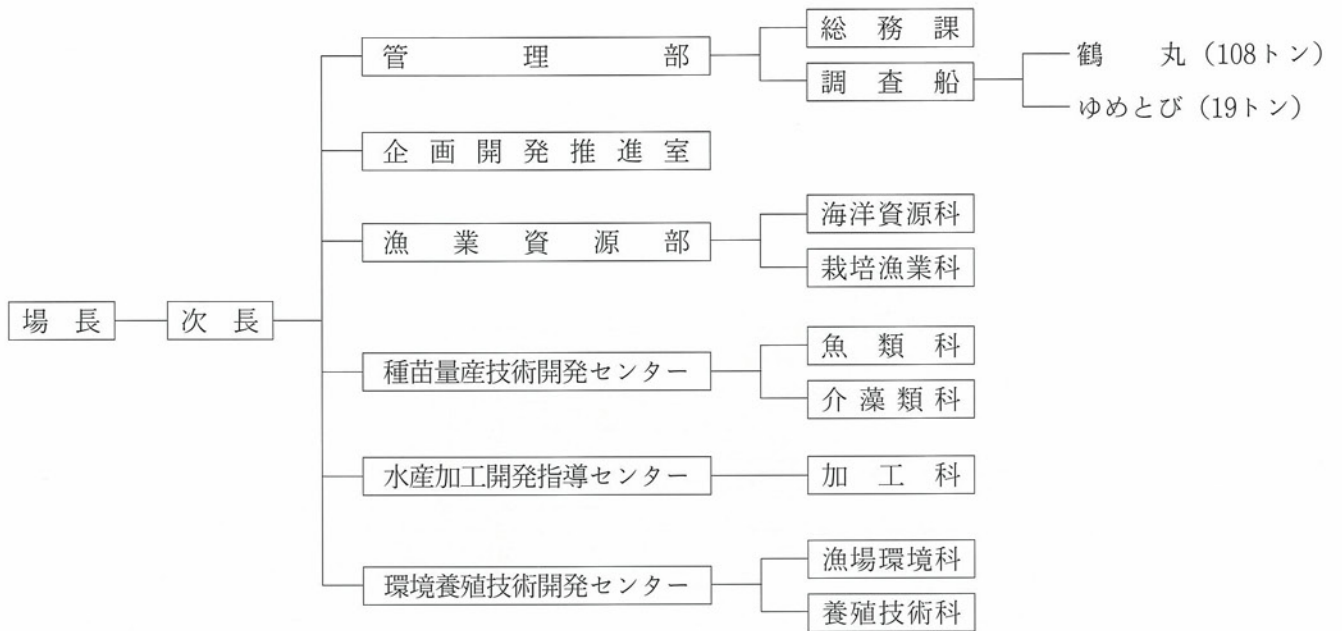 場長
次長
管理部
総務課
調査船
鶴丸（108トン）
ゆめとび（19トン）
企画開発推進室
漁業資源部
海洋資源科
栽培漁業科
種苗量産技術開発センター
魚類科
介藻類科
水産加工開発指導センター
加工科
環境養殖技術開発センター
漁場環境科
養殖技術科